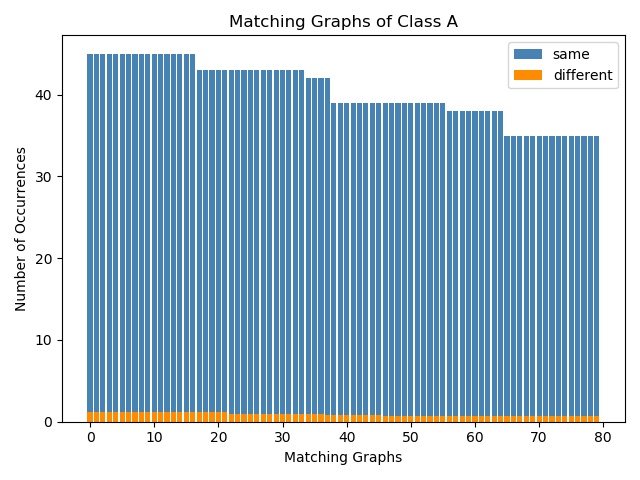 Matching Graphs of Class A
same
different
Number of Occurrences
40
30
20
10
0
0 10 20 30 40 50 60 70 80
Matching Graphs